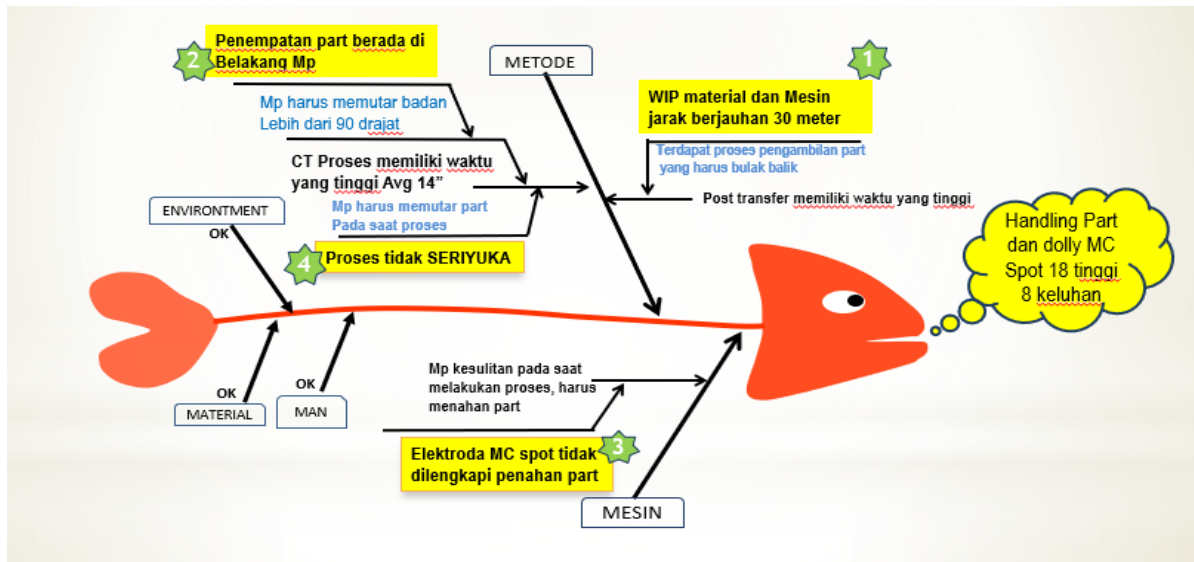 2
Penempatan part berada di
Belakang Mp
METODE
1
WIP material dan Mesin
jarak berjauhan 30 meter
Mp harus memutar badan
Lebih dari 90 drajat
Terdapat proses pengambilan part
yang harus bulak balik
CT Proses memiliki waktu
yang tinggi Avg 14”
Mp harus memutar part
Pada saat proses
Post transfer memiliki waktu yang tinggi
ENVIRONTMENT
OK
4
Proses tidak SERIYUKA
Handling Part
dan dolly MC
Spot 18 tinggi
8 keluhan
Mp kesulitan pada saat
melakukan proses, harus
menahan part
OK
MATERIAL
OK
MAN
Elektroda MC spot tidak
dilengkapi penahan part
3
MESIN